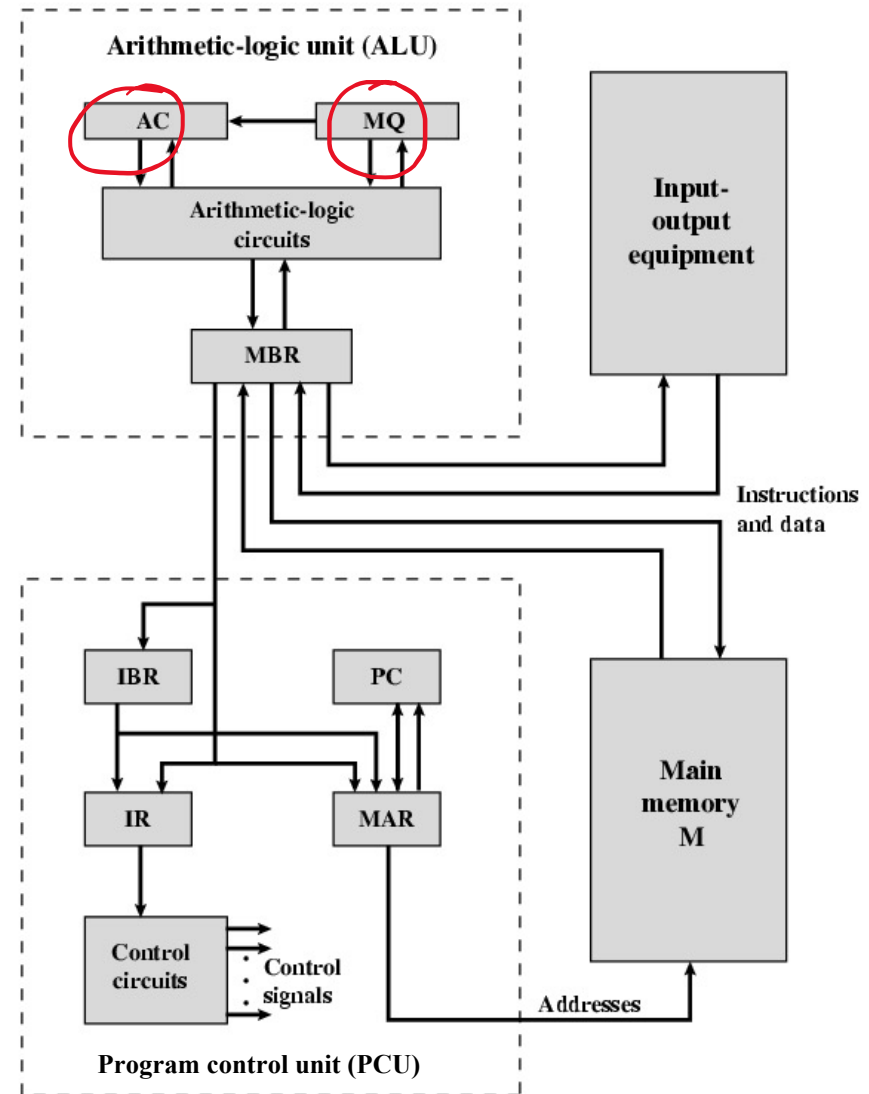 Arithmetic-logic unit (ALU)
AC
MQ
Arithmetic-logic
circuits
Input-
output
equipment
MBR
Instructions
and data
IBR
PC
IR
MAR
Main
memory
M
Control
circuits
Control
signals
Addresses
Program control unit (PCU)